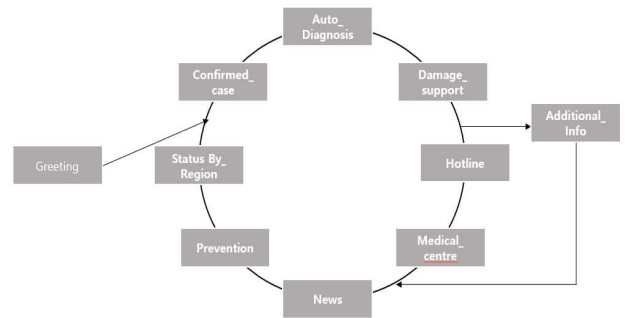 Auto_
Diagnosis
Confirmed_
case
Damage_
support
Additional_
Info
Greeting
Status By_
Region
Hotline
Prevention
Medical_
centre
News